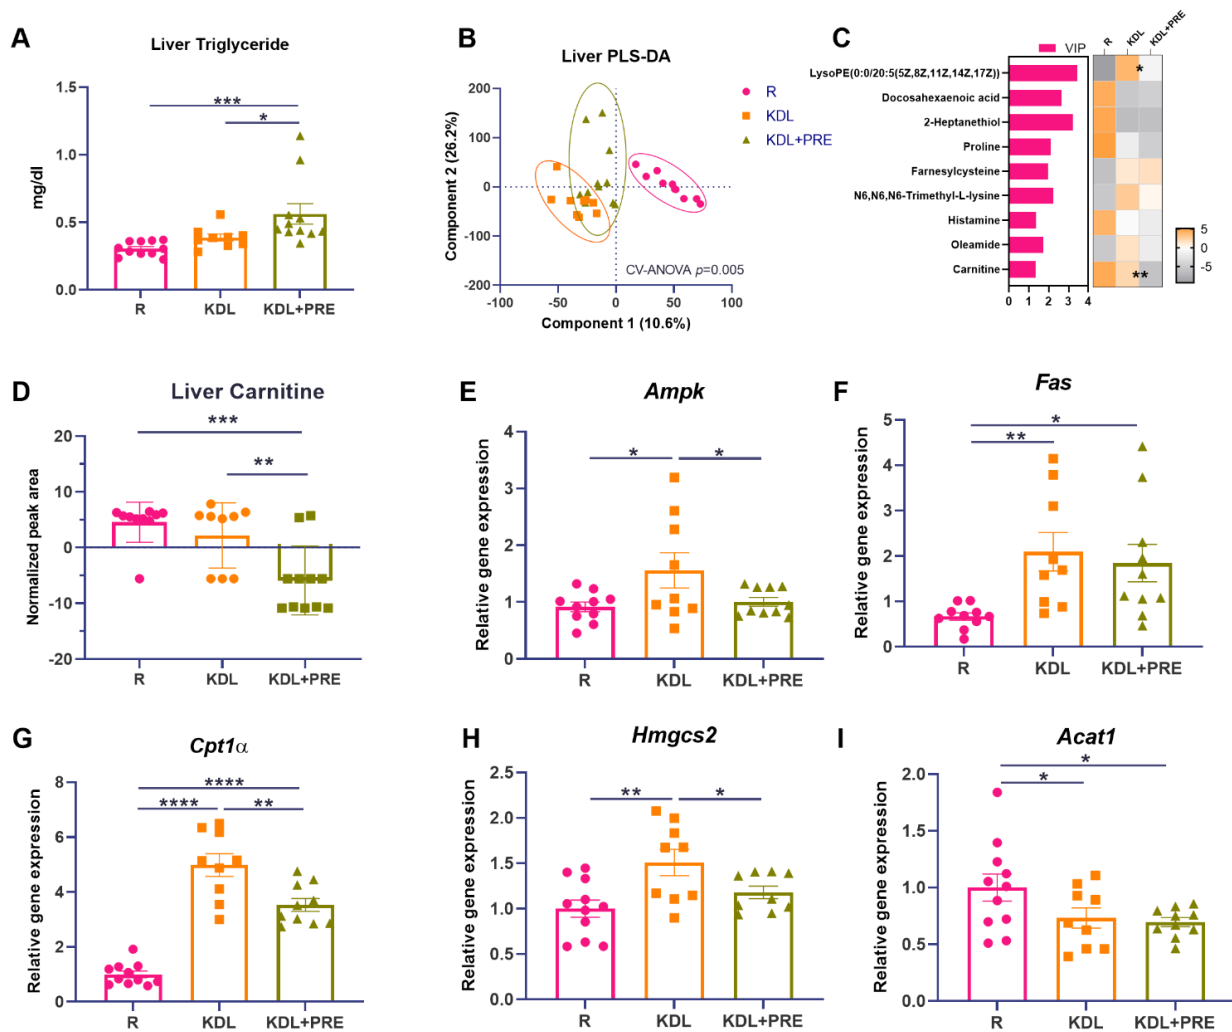 A
Liver Triglyceride
1.5
1.0
0.5
0.0
mg/dl
***
*
R
KDL
KDL+PRE
B
Liver PLS-DA
200
100
0
-100
-200
Component 2 (26.2%)
-100
-50
0
50
100
Component 1 (10.6%)
CV-ANOVA p=0.005
R
KDL
KDL+PRE
C
VIP
R
KDL
KDL+PRE
LysoPE(0:0/20:5(5Z,8Z,11Z,14Z,17Z))
*
Docosahexaenoic acid
2-Heptanethiol
Proline
Farnesylcysteine
N6,N6,N6-Trimethyl-L-lysine
Histamine
Oleamide
Carnitine
**
0
1
2
3
4
5
0
-5
D
Liver Carnitine
20
10
0
-10
-20
Normalized peak area
***
**
R
KDL
KDL+PRE
E
Ampk
4
3
2
1
0
Relative gene expression
*
*
R
KDL
KDL+PRE
F
Fas
5
4
3
2
1
0
Relative gene expression
*
**
R
KDL
KDL+PRE
G
Cpt1α
8
6
4
2
0
Relative gene expression
****
****
**
R
KDL
KDL+PRE
H
Hmgcs2
2.5
2.0
1.5
1.0
0.5
0.0
Relative gene expression
**
*
R
KDL
KDL+PRE
I
Acat1
2.0
1.5
1.0
0.5
0.0
Relative gene expression
*
*
R
KDL
KDL+PRE